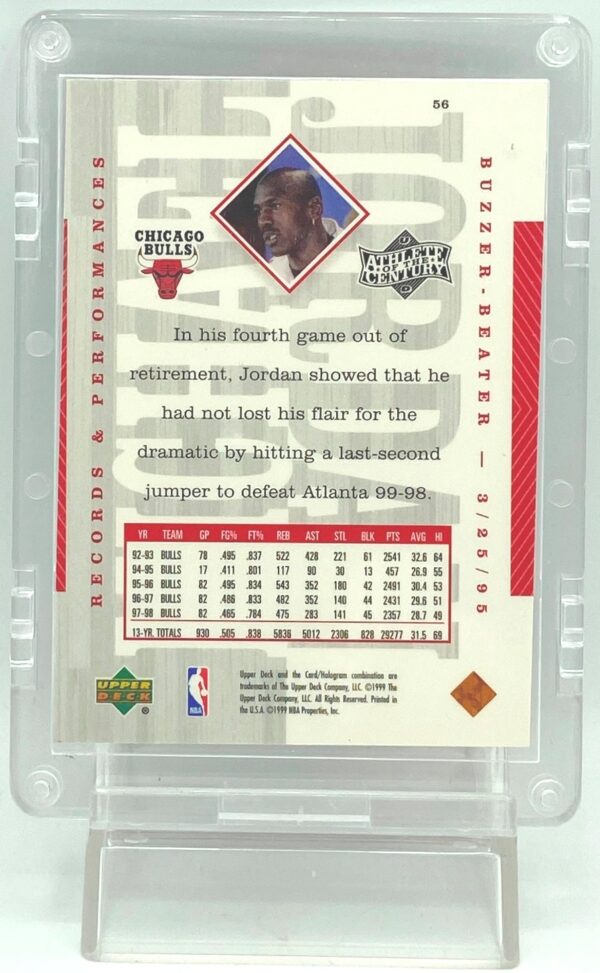 56
RECORDS & PERFORMANCES
BUZZER-BEATER — 3/25/95
CHICAGO
BULLS
UD
ATHLETE
OF THE
CENTURY
MICHAEL
JORDAN
In his fourth game out of
retirement, Jordan showed that he
had not lost his flair for the
dramatic by hitting a last-second
jumper to defeat Atlanta 99-98.
YR TEAM GP FG% FT% REB AST STL BLK PTS AVG HI
92-93 BULLS 78 .495 .837 522 428 221 61 2541 32.6 64
94-95 BULLS 17 .411 .801 117 90 30 13 457 26.9 55
95-96 BULLS 82 .495 .834 543 352 180 42 2491 30.4 53
96-97 BULLS 82 .486 .833 482 352 140 44 2431 29.6 51
97-98 BULLS 82 .465 .784 475 283 141 45 2357 28.7 49
13-YR. TOTALS 930 .505 .838 5836 5012 2306 828 29277 31.5 69
UPPER
DECK
®
NBA
Upper Deck and the Card/Hologram combination are
trademarks of The Upper Deck Company, LLC. ©1999 The
Upper Deck Company, LLC. All Rights Reserved. Printed in
the U.S.A. ©1999 NBA Properties, Inc.